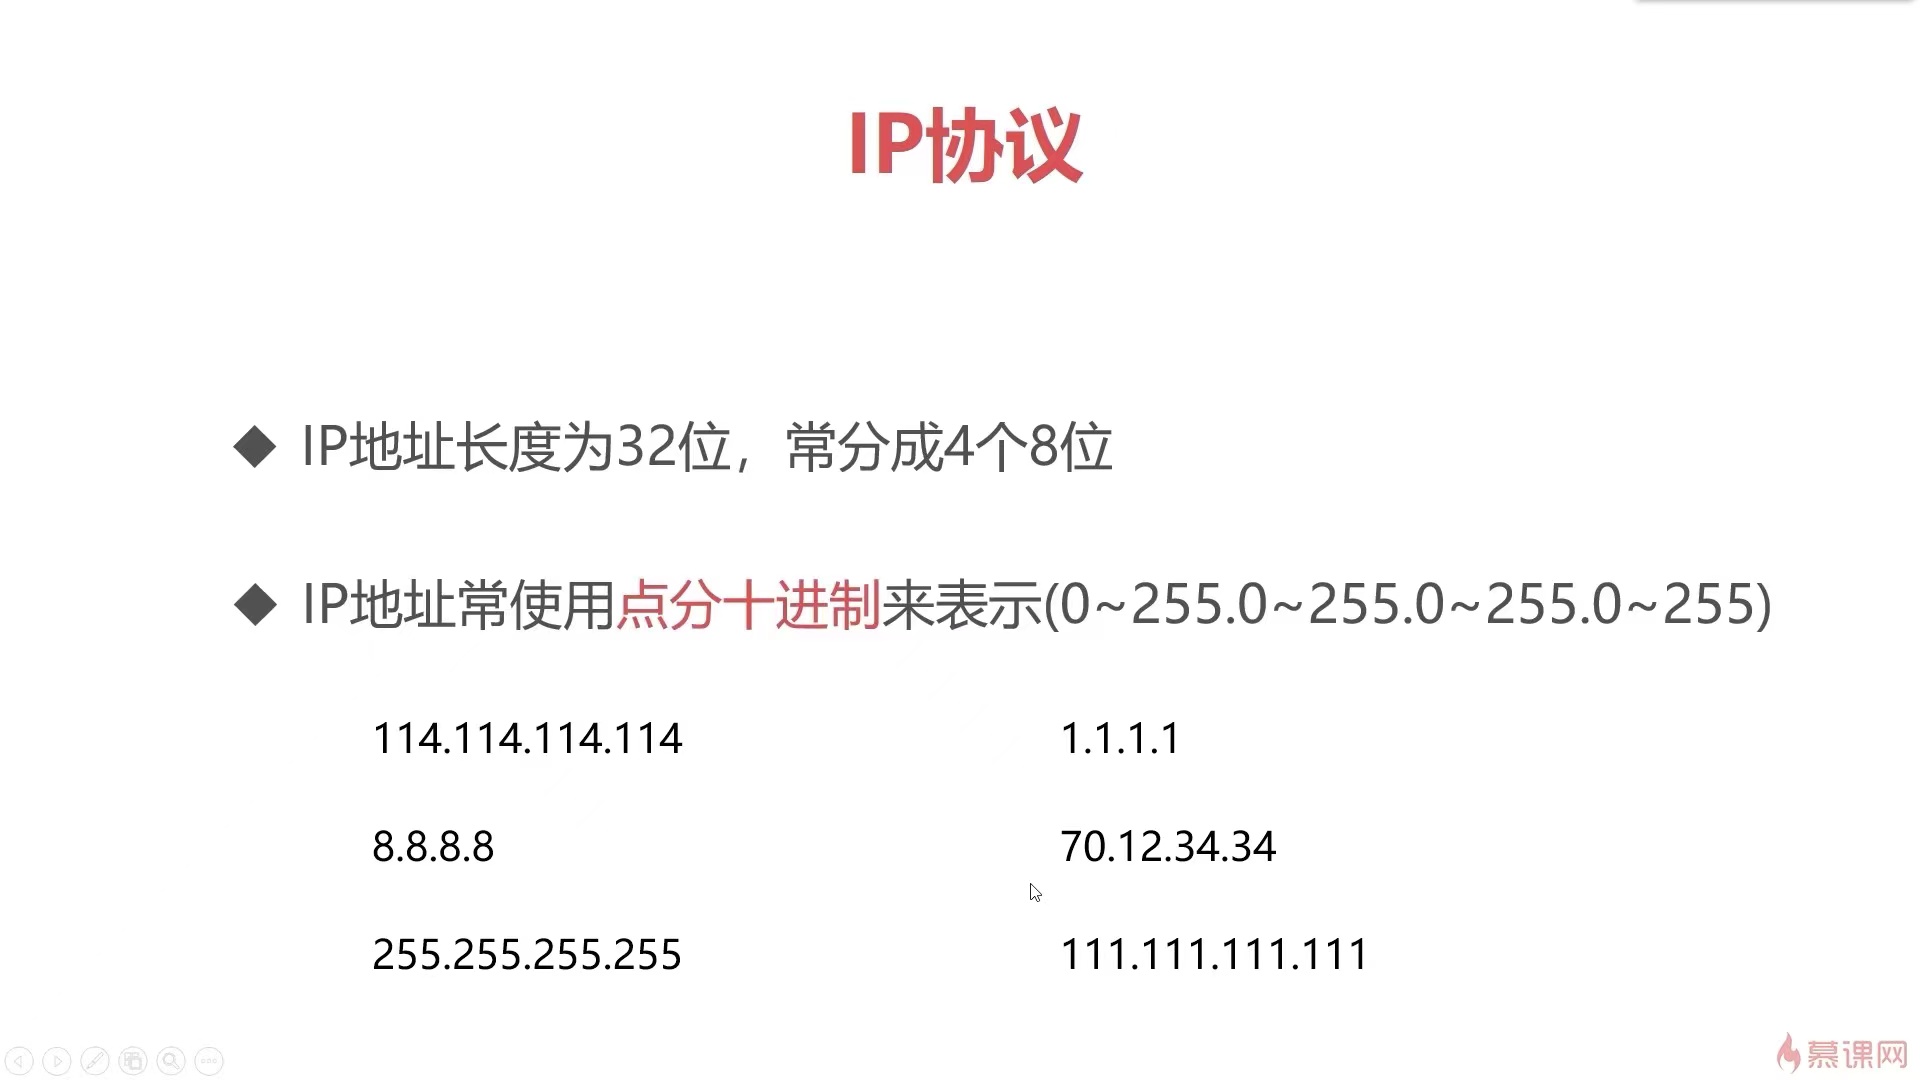 IP协议
◆ IP地址长度为32位，常分成4个8位
◆ IP地址常使用点分十进制来表示(0~255.0~255.0~255.0~255)
114.114.114.114 1.1.1.1
8.8.8.8 70.12.34.34
255.255.255.255 111.111.111.111
慕课网